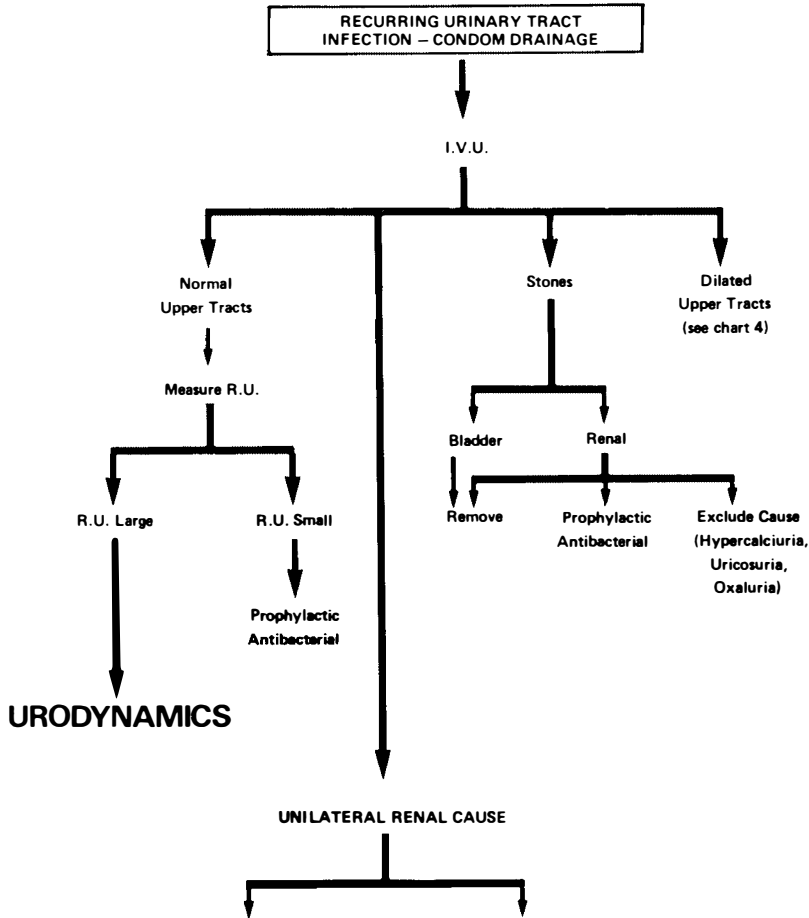 RECURRING URINARY TRACT
INFECTION – CONDOM DRAINAGE
I.V.U.
Normal
Upper Tracts
Stones
Dilated
Upper Tracts
(see chart 4)
Measure R.U.
Bladder
Renal
R.U. Large
R.U. Small
Remove
Prophylactic
Antibacterial
Exclude Cause
(Hypercalciuria,
Uricosuria,
Oxaluria)
Prophylactic
Antibacterial
URODYNAMICS
UNILATERAL RENAL CAUSE